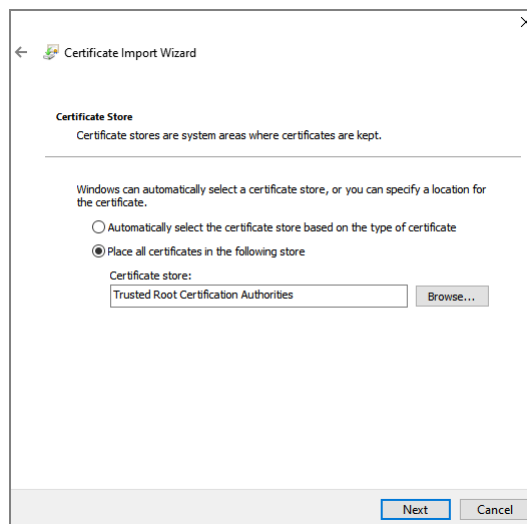 Certificate Import Wizard
Certificate Store
Certificate stores are system areas where certificates are kept.
Windows can automatically select a certificate store, or you can specify a location for
the certificate.
Automatically select the certificate store based on the type of certificate
Place all certificates in the following store
Certificate store:
Trusted Root Certification Authorities
Browse...
Next
Cancel